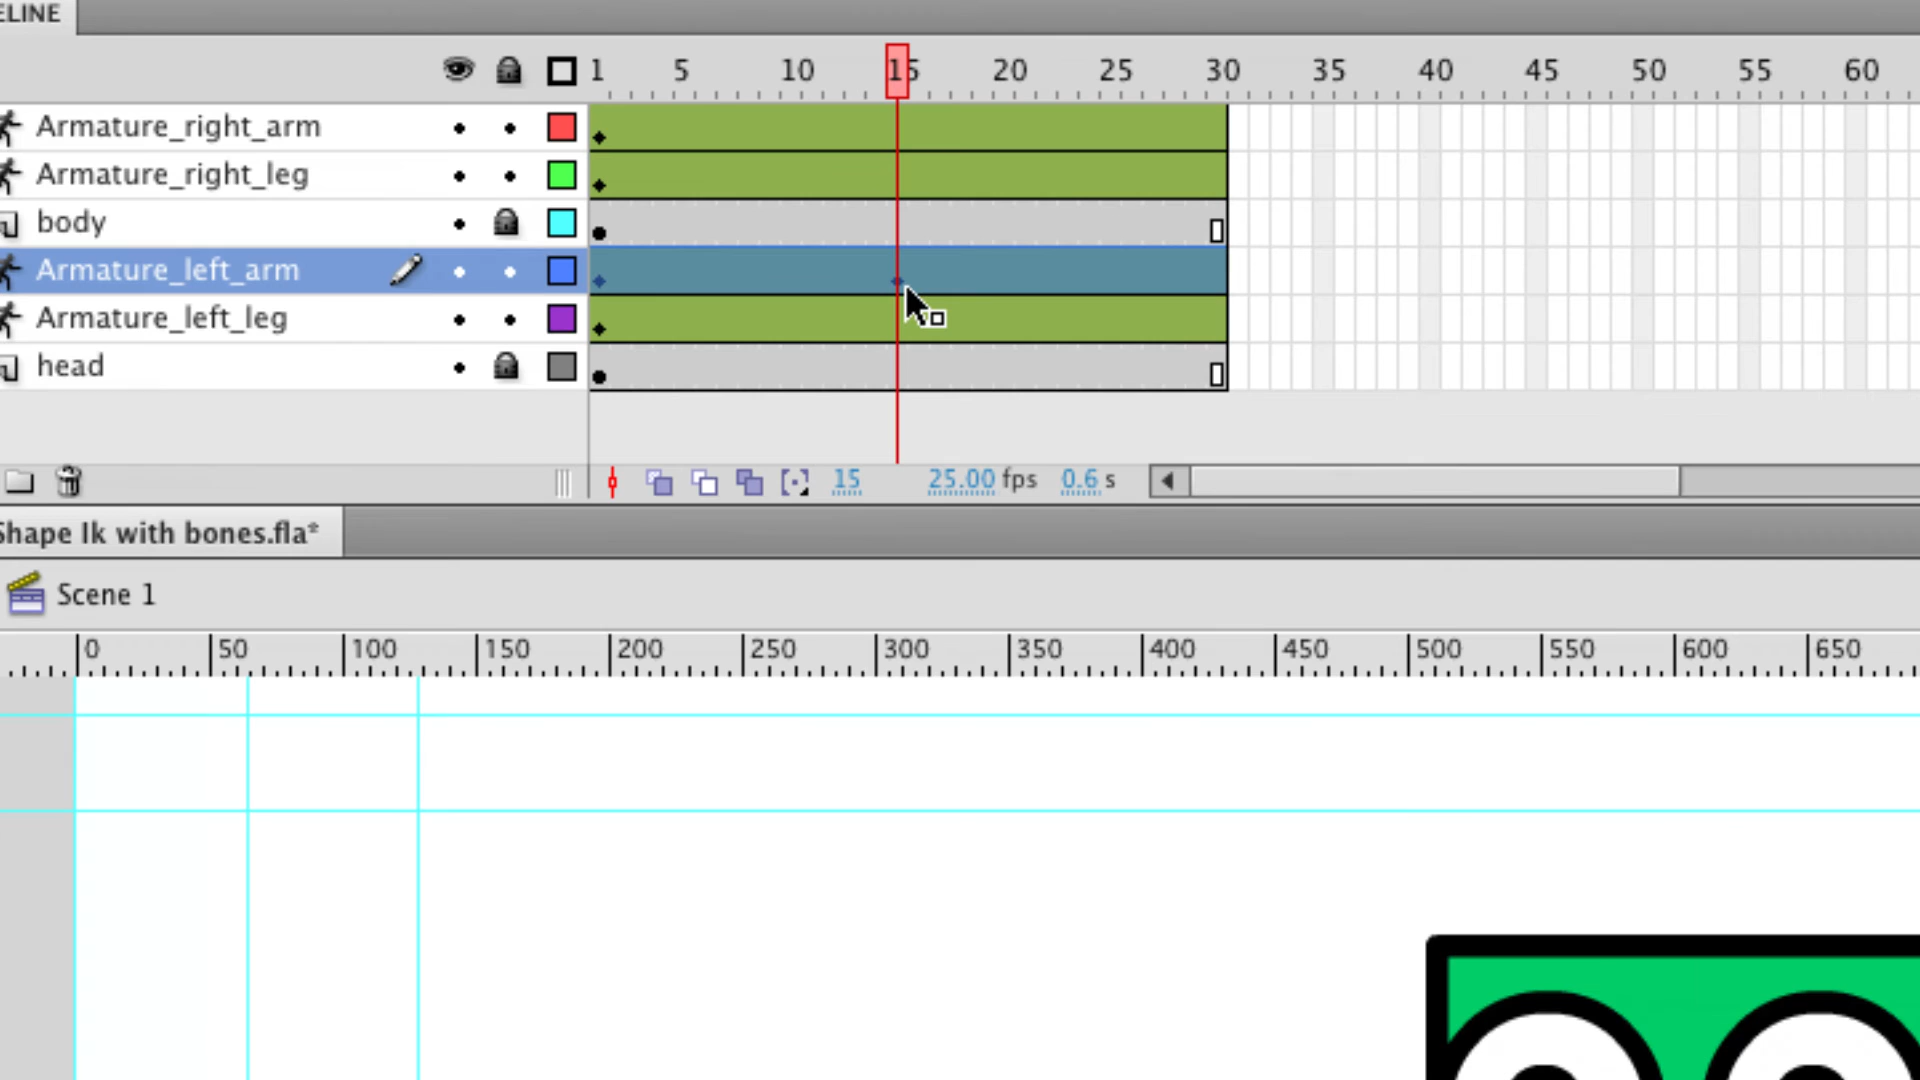 ELINE
1 5 10 15 20 25 30 35 40 45 50 55 60
Armature_right_arm
Armature_right_leg
body
Armature_left_arm
Armature_left_leg
head
15 25.00 fps 0.6 s
Shape Ik with bones.fla*
Scene 1
0 50 100 150 200 250 300 350 400 450 500 550 600 650